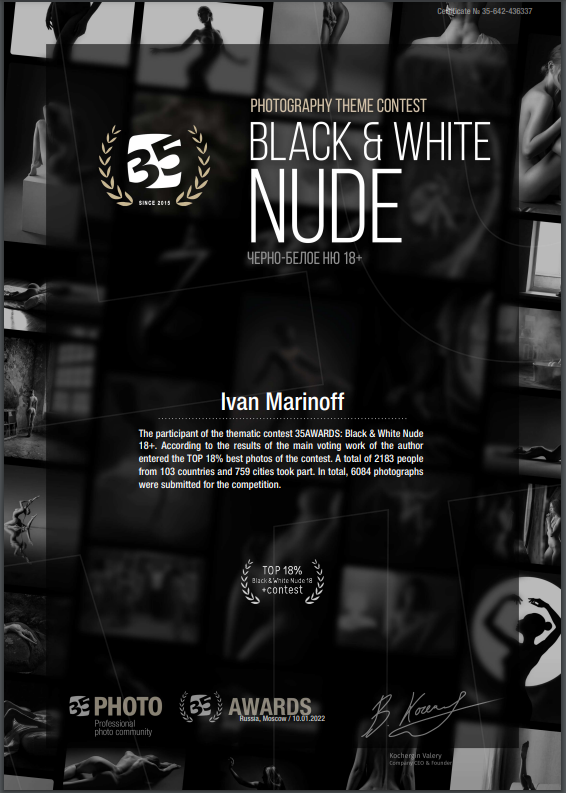 Certificate № 35-642-436337
PHOTOGRAPHY THEME CONTEST
BLACK & WHITE
NUDE
ЧЕРНО-БЕЛОЕ НЮ 18+
35
SINCE 2015
Ivan Marinoff
The participant of the thematic contest 35AWARDS: Black & White Nude
18+. According to the results of the main voting work of the author
entered the TOP 18% best photos of the contest. A total of 2183 people
from 103 countries and 759 cities took part. In total, 6084 photographs
were submitted for the competition.
TOP 18%
Black & White Nude 18
+contest
35 PHOTO
Professional
photo community
35 AWARDS
Russia, Moscow / 10.01.2022
Kochergin Valery
Company CEO & Founder